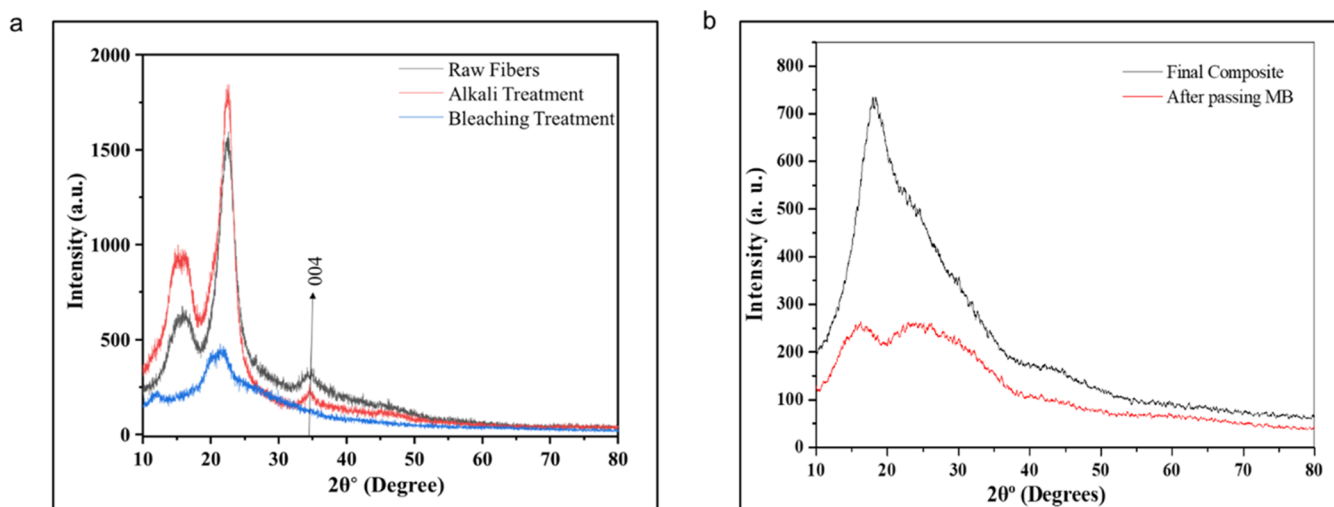 a
2000
1500
1000
500
0
Intensity (a.u.)
Raw Fibers
Alkali Treatment
Bleaching Treatment
004
10 20 30 40 50 60 70 80
2θ° (Degree)
b
800
700
600
500
400
300
200
100
0
Intensity (a. u.)
Final Composite
After passing MB
10 20 30 40 50 60 70 80
2θº (Degrees)